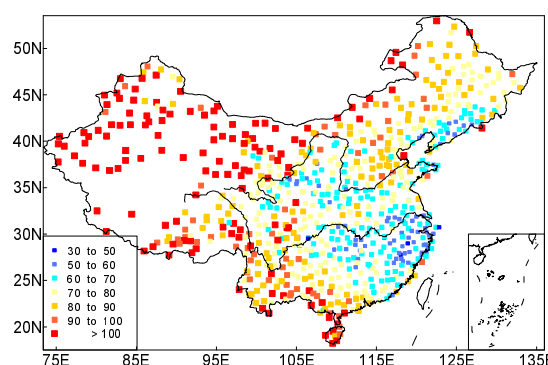 50N
45N
40N
35N
30N
25N
20N
30 to 50
50 to 60
60 to 70
70 to 80
80 to 90
90 to 100
> 100
75E 85E 95E 105E 115E 125E 135E